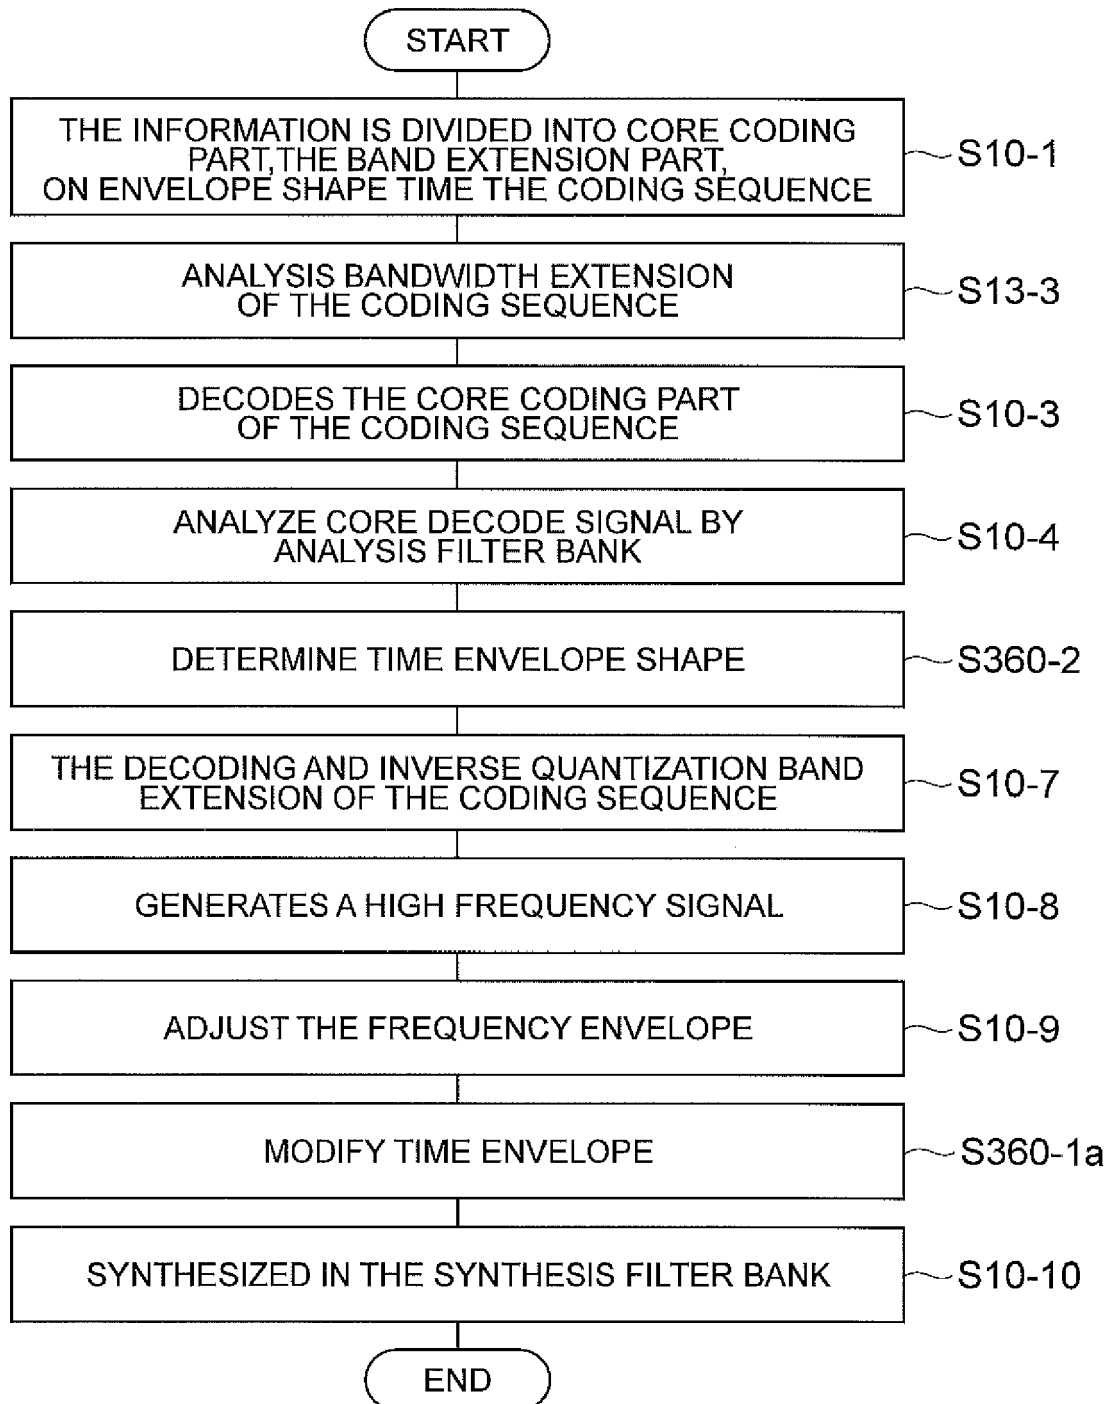 START
THE INFORMATION IS DIVIDED INTO CORE CODING
PART, THE BAND EXTENSION PART,
ON ENVELOPE SHAPE TIME THE CODING SEQUENCE
S10-1
ANALYSIS BANDWIDTH EXTENSION
OF THE CODING SEQUENCE
S13-3
DECODES THE CORE CODING PART
OF THE CODING SEQUENCE
S10-3
ANALYZE CORE DECODE SIGNAL BY
ANALYSIS FILTER BANK
S10-4
DETERMINE TIME ENVELOPE SHAPE
S360-2
THE DECODING AND INVERSE QUANTIZATION BAND
EXTENSION OF THE CODING SEQUENCE
S10-7
GENERATES A HIGH FREQUENCY SIGNAL
S10-8
ADJUST THE FREQUENCY ENVELOPE
S10-9
MODIFY TIME ENVELOPE
S360-1a
SYNTHESIZED IN THE SYNTHESIS FILTER BANK
S10-10
END